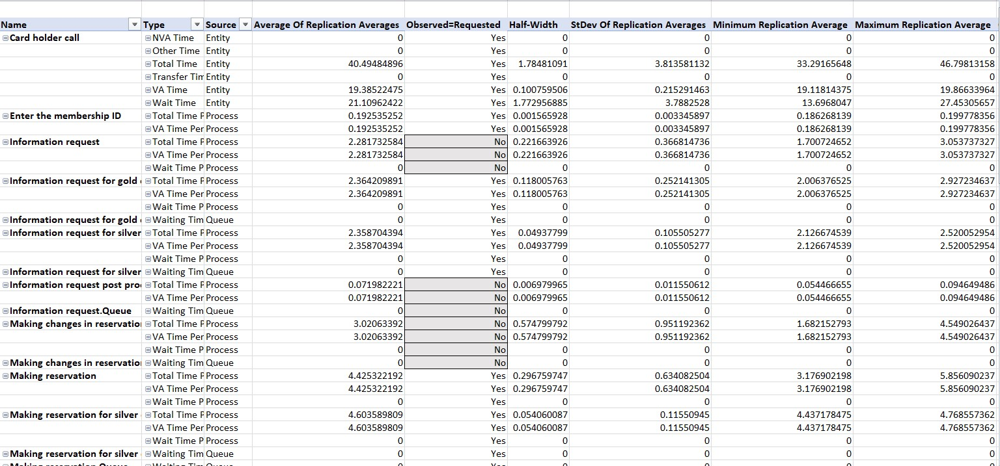 Name Type Source Average Of Replication Averages Observed=Requested Half-Width StDev Of Replication Averages Minimum Replication Average Maximum Replication Average
Card holder call NVA Time Entity 0 Yes 0 0 0 0
Other Time Entity 0 Yes 0 0 0 0
Total Time Entity 40.49484896 Yes 1.78481091 3.813581132 33.29165648 46.79813158
Transfer Tim Entity 0 Yes 0 0 0 0
VA Time Entity 19.38522475 Yes 0.100759506 0.215291463 19.11814375 19.86633964
Wait Time Entity 21.10962422 Yes 1.772956885 3.7882528 13.6968047 27.45305657
Enter the membership ID Total Time P Process 0.192535252 Yes 0.001565928 0.003345897 0.186268139 0.199778356
VA Time Per Process 0.192535252 Yes 0.001565928 0.003345897 0.186268139 0.199778356
Information request Total Time P Process 2.281732584 No 0.221663926 0.366814736 1.700724652 3.053737327
VA Time Per Process 2.281732584 No 0.221663926 0.366814736 1.700724652 3.053737327
Wait Time P Process 0 No 0 0 0 0
Information request for gold Total Time P Process 2.364209891 Yes 0.118005763 0.252141305 2.006376525 2.927234637
VA Time Per Process 2.364209891 Yes 0.118005763 0.252141305 2.006376525 2.927234637
Wait Time P Process 0 Yes 0 0 0 0
Information request for gold Waiting Tim Queue 0 Yes 0 0 0 0
Information request for silver Total Time P Process 2.358704394 Yes 0.04937799 0.105505277 2.126674539 2.520052954
VA Time Per Process 2.358704394 Yes 0.04937799 0.105505277 2.126674539 2.520052954
Wait Time P Process 0 Yes 0 0 0 0
Information request for silver Waiting Tim Queue 0 Yes 0 0 0 0
Information request post pro Total Time P Process 0.071982221 No 0.006979965 0.011550612 0.054466655 0.094649486
VA Time Per Process 0.071982221 No 0.006979965 0.011550612 0.054466655 0.094649486
Information request.Queue Waiting Tim Queue 0 No 0 0 0 0
Making changes in reservatio Total Time P Process 3.02063392 No 0.574799792 0.951192362 1.682152793 4.549026437
VA Time Per Process 3.02063392 No 0.574799792 0.951192362 1.682152793 4.549026437
Wait Time P Process 0 No 0 0 0 0
Making changes in reservatio Waiting Tim Queue 0 No 0 0 0 0
Making reservation Total Time P Process 4.425322192 Yes 0.296759747 0.634082504 3.176902198 5.856090237
VA Time Per Process 4.425322192 Yes 0.296759747 0.634082504 3.176902198 5.856090237
Wait Time P Process 0 Yes 0 0 0 0
Making reservation for silver Total Time P Process 4.603589809 Yes 0.054060087 0.11550945 4.437178475 4.768557362
VA Time Per Process 4.603589809 Yes 0.054060087 0.11550945 4.437178475 4.768557362
Wait Time P Process 0 Yes 0 0 0 0
Making reservation for silver Waiting Tim Queue 0 Yes 0 0 0 0